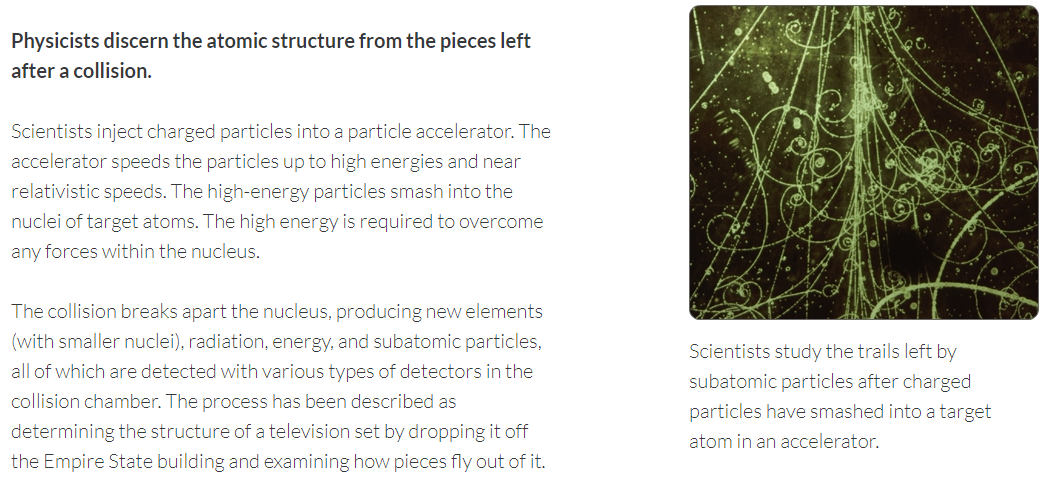 Physicists discern the atomic structure from the pieces left
after a collision.
Scientists inject charged particles into a particle accelerator. The
accelerator speeds the particles up to high energies and near
relativistic speeds. The high-energy particles smash into the
nuclei of target atoms. The high energy is required to overcome
any forces within the nucleus.
The collision breaks apart the nucleus, producing new elements
(with smaller nuclei), radiation, energy, and subatomic particles,
all of which are detected with various types of detectors in the
collision chamber. The process has been described as
determining the structure of a television set by dropping it off
the Empire State building and examining how pieces fly out of it.
Scientists study the trails left by
subatomic particles after charged
particles have smashed into a target
atom in an accelerator.